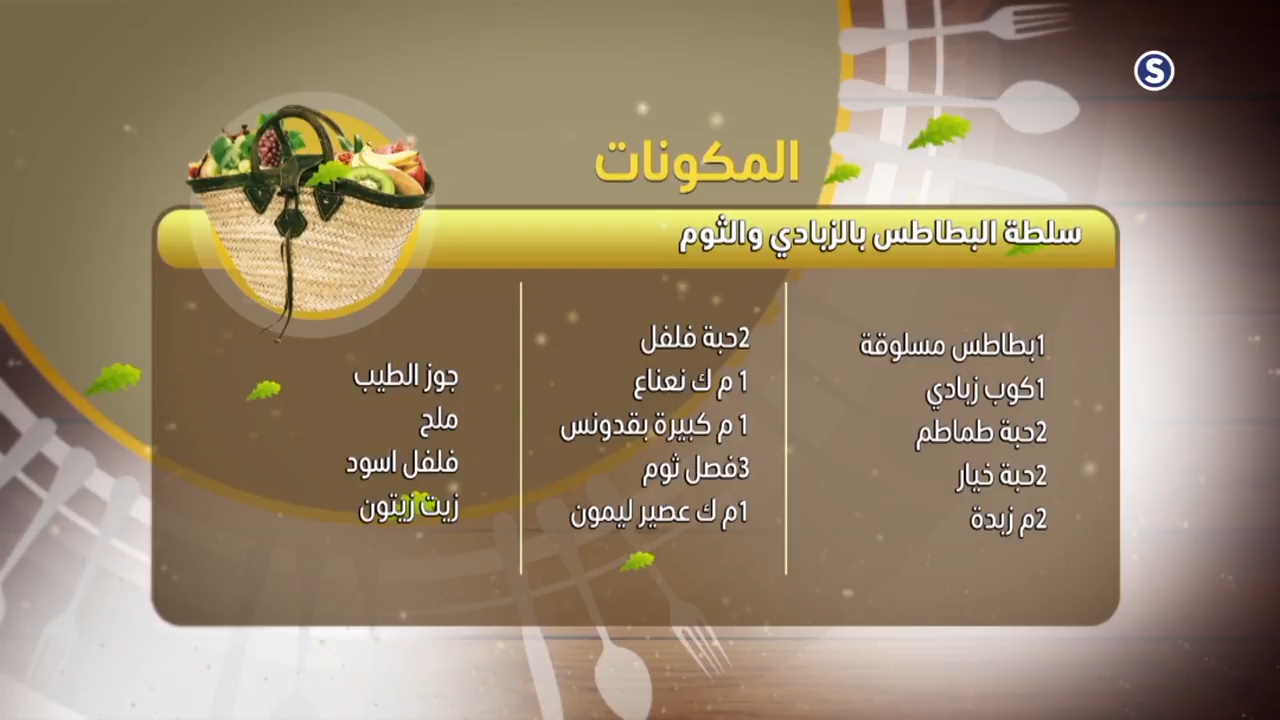 S
المكونات
سلطة البطاطس بالزبادي والثوم
1بطاطس مسلوقة
1كوب زبادي
2حبة طماطم
2حبة خيار
2م زبدة
2حبة فلفل
1 م ك نعناع
1 م كبيرة بقدونس
3فصل ثوم
1م ك عصير ليمون
جوز الطيب
ملح
فلفل اسود
زيت زيتون